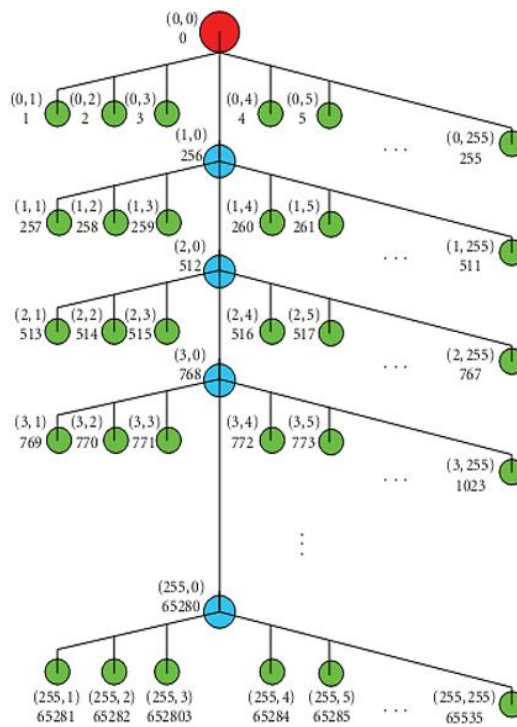 (0, 0)
0
(0, 1) (0, 2) (0, 3) (0, 4) (0, 5) (0, 255)
1 2 3 4 5 . . . 255
(1, 0)
256
(1, 1) (1, 2) (1, 3) (1, 4) (1, 5) (1, 255)
257 258 259 260 261 . . . 511
(2, 0)
512
(2, 1) (2, 2) (2, 3) (2, 4) (2, 5) (2, 255)
513 514 515 516 517 . . . 767
(3, 0)
768
(3, 1) (3, 2) (3, 3) (3, 4) (3, 5) (3, 255)
769 770 771 772 773 . . . 1023
(255, 0)
65280
(255, 1) (255, 2) (255, 3) (255, 4) (255, 5) (255, 255)
65281 65282 652803 65284 65285 . . . 65535